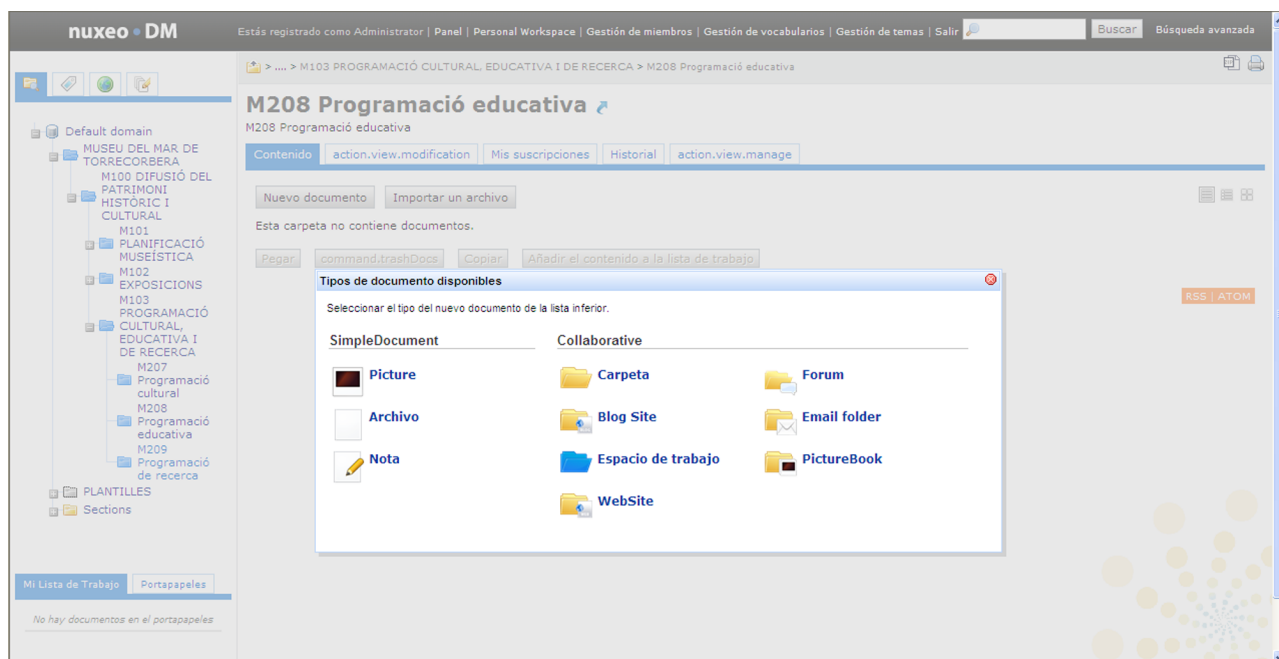 nuxeo DM
Estás registrado como Administrator | Panel | Personal Workspace | Gestión de miembros | Gestión de vocabularios | Gestión de temas | Salir
Buscar
Búsqueda avanzada
> .... > M103 PROGRAMACIÓ CULTURAL, EDUCATIVA I DE RECERCA > M208 Programació educativa
M208 Programació educativa
M208 Programació educativa
Contenido
action.view.modification
Mis suscripciones
Historial
action.view.manage
Nuevo documento
Importar un archivo
Esta carpeta no contiene documentos.
Pegar
command.trashDocs
Copiar
Añadir el contenido a la lista de trabajo
RSS | ATOM
Default domain
MUSEU DEL MAR DE
TORRECORBERA
M100 DIFUSIÓ DEL
PATRIMONI
HISTÒRIC I
CULTURAL
M101
PLANIFICACIÓ
MUSEÍSTICA
M102
EXPOSICIONS
M103
PROGRAMACIÓ
CULTURAL,
EDUCATIVA I
DE RECERCA
M207
Programació
cultural
M208
Programació
educativa
M209
Programació
de recerca
PLANTILLES
Sections
Mi Lista de Trabajo
Portapapeles
No hay documentos en el portapapeles
Tipos de documento disponibles
Seleccionar el tipo del nuevo documento de la lista inferior.
SimpleDocument
Picture
Archivo
Nota
Collaborative
Carpeta
Forum
Blog Site
Email folder
Espacio de trabajo
PictureBook
WebSite